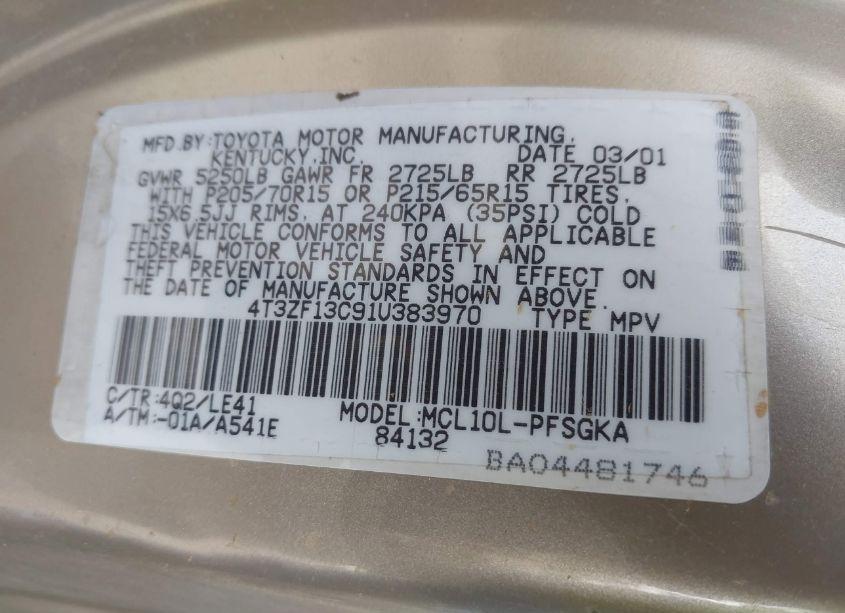 MFD.BY:TOYOTA MOTOR MANUFACTURING,
KENTUCKY,INC. DATE 03/01
GVWR 5250LB GAWR FR 2725LB RR 2725LB
WITH P205/70R15 OR P215/65R15 TIRES,
15X6.5JJ RIMS, AT 240KPA (35PSI) COLD
THIS VEHICLE CONFORMS TO ALL APPLICABLE
FEDERAL MOTOR VEHICLE SAFETY AND
THEFT PREVENTION STANDARDS IN EFFECT ON
THE DATE OF MANUFACTURE SHOWN ABOVE.
4T3ZF13C91U383970 TYPE MPV
C/TR:4Q2/LE41 MODEL:MCL10L-PFSGKA
A/TM:-01A/A541E 84132
BA04481746